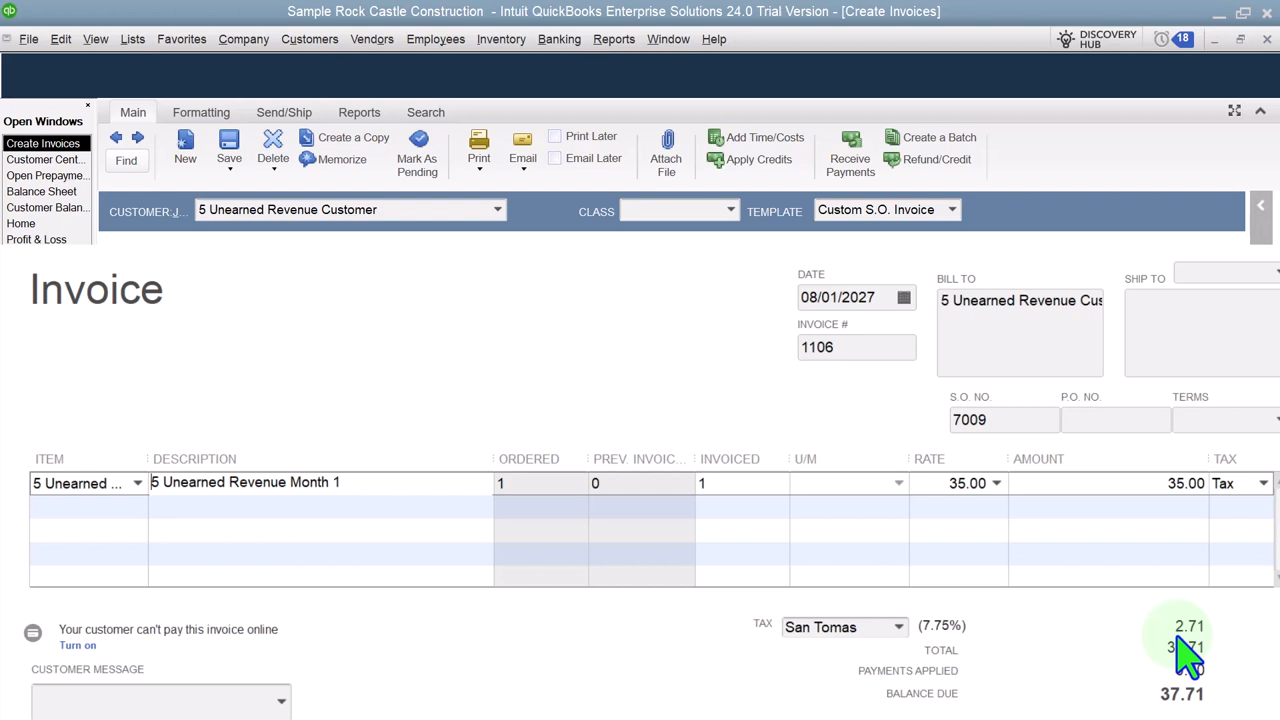 Sample Rock Castle Construction - Intuit QuickBooks Enterprise Solutions 24.0 Trial Version - [Create Invoices]
File Edit View Lists Favorites Company Customers Vendors Employees Inventory Banking Reports Window Help
DISCOVERY HUB
18
Open Windows
Create Invoices
Customer Cent...
Open Prepayme...
Balance Sheet
Customer Balan...
Home
Profit & Loss
Main Formatting Send/Ship Reports Search
Find
New
Save
Delete
Create a Copy
Memorize
Mark As Pending
Print
Email
Print Later
Email Later
Attach File
Add Time/Costs
Apply Credits
Receive Payments
Create a Batch
Refund/Credit
CUSTOMER:J... 5 Unearned Revenue Customer CLASS TEMPLATE Custom S.O. Invoice
Invoice
DATE
08/01/2027
INVOICE #
1106
BILL TO
5 Unearned Revenue Cus
SHIP TO
S.O. NO. P.O. NO. TERMS
7009
ITEM DESCRIPTION ORDERED PREV. INVOIC... INVOICED U/M RATE AMOUNT TAX
5 Unearned ... 5 Unearned Revenue Month 1 1 0 1 35.00 35.00 Tax
Your customer can't pay this invoice online
Turn on
CUSTOMER MESSAGE
TAX San Tomas (7.75%) 2.71
TOTAL
PAYMENTS APPLIED
BALANCE DUE 37.71